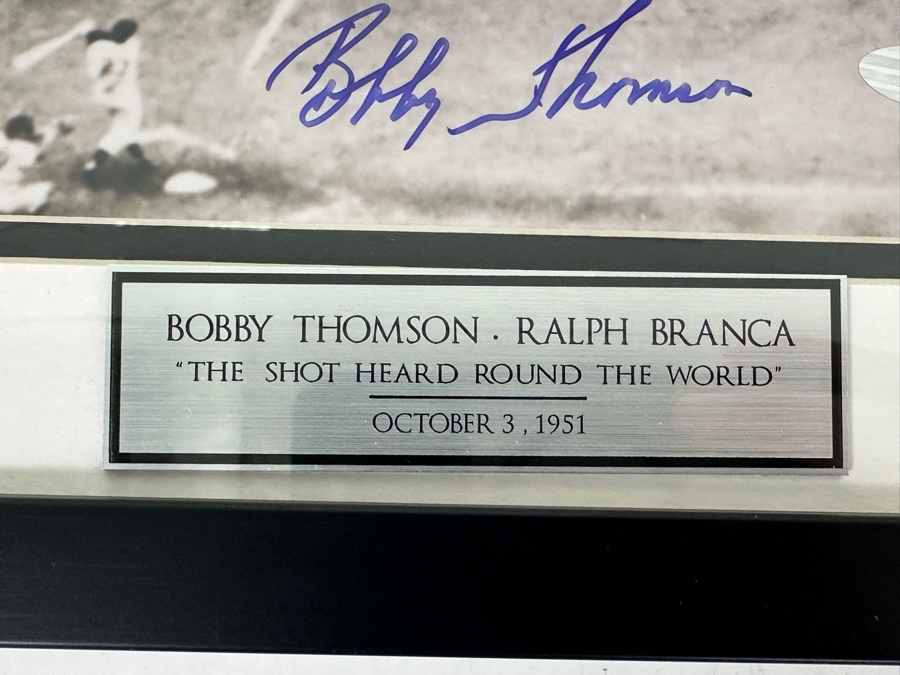 Bobby Thomson
BOBBY THOMSON . RALPH BRANCA
"THE SHOT HEARD ROUND THE WORLD"
OCTOBER 3, 1951